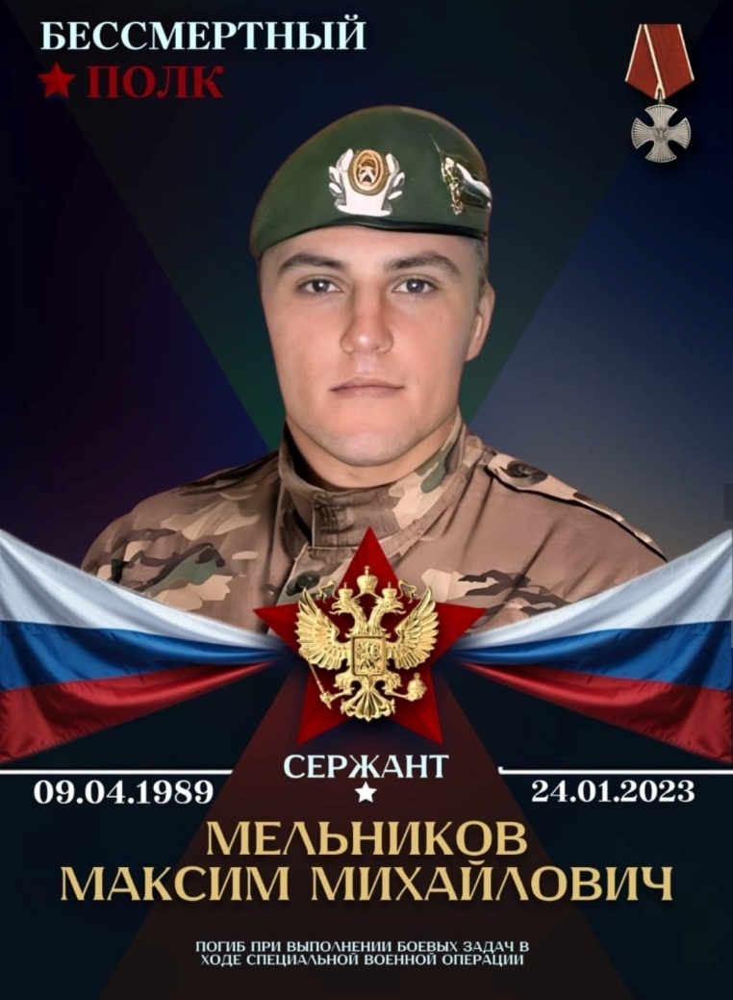 БЕССМЕРТНЫЙ
ПОЛК
СЕРЖАНТ
09.04.1989
24.01.2023
МЕЛЬНИКОВ
МАКСИМ МИХАЙЛОВИЧ
ПОГИБ ПРИ ВЫПОЛНЕНИИ БОЕВЫХ ЗАДАЧ В
ХОДЕ СПЕЦИАЛЬНОЙ ВОЕННОЙ ОПЕРАЦИИ